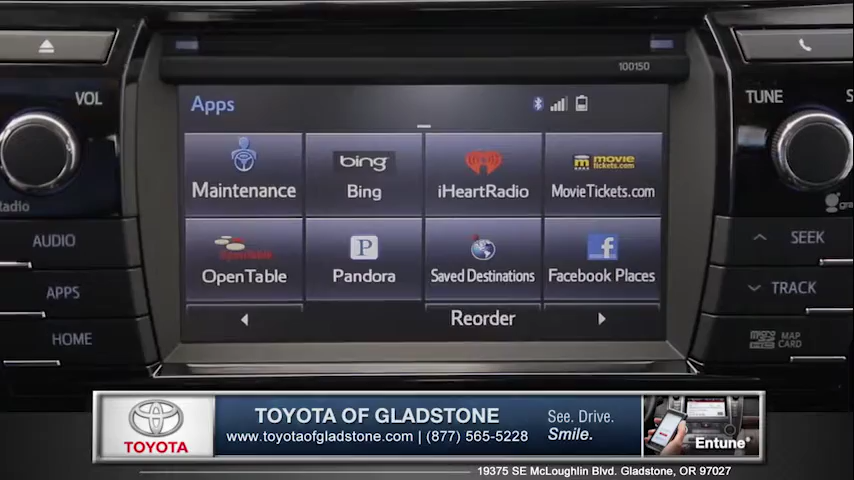 VOL
100150
TUNE
Apps
Maintenance
bing
Bing
iHeartRadio
movie
tickets.com
MovieTickets.com
OpenTable
OpenTable
P
Pandora
Saved Destinations
f
Facebook Places
Reorder
AUDIO
APPS
HOME
SEEK
TRACK
MAP
CARD
TOYOTA
TOYOTA OF GLADSTONE
www.toyotaofgladstone.com | (877) 565-5228
See. Drive.
Smile.
Entune®
19375 SE McLoughlin Blvd. Gladstone, OR 97027